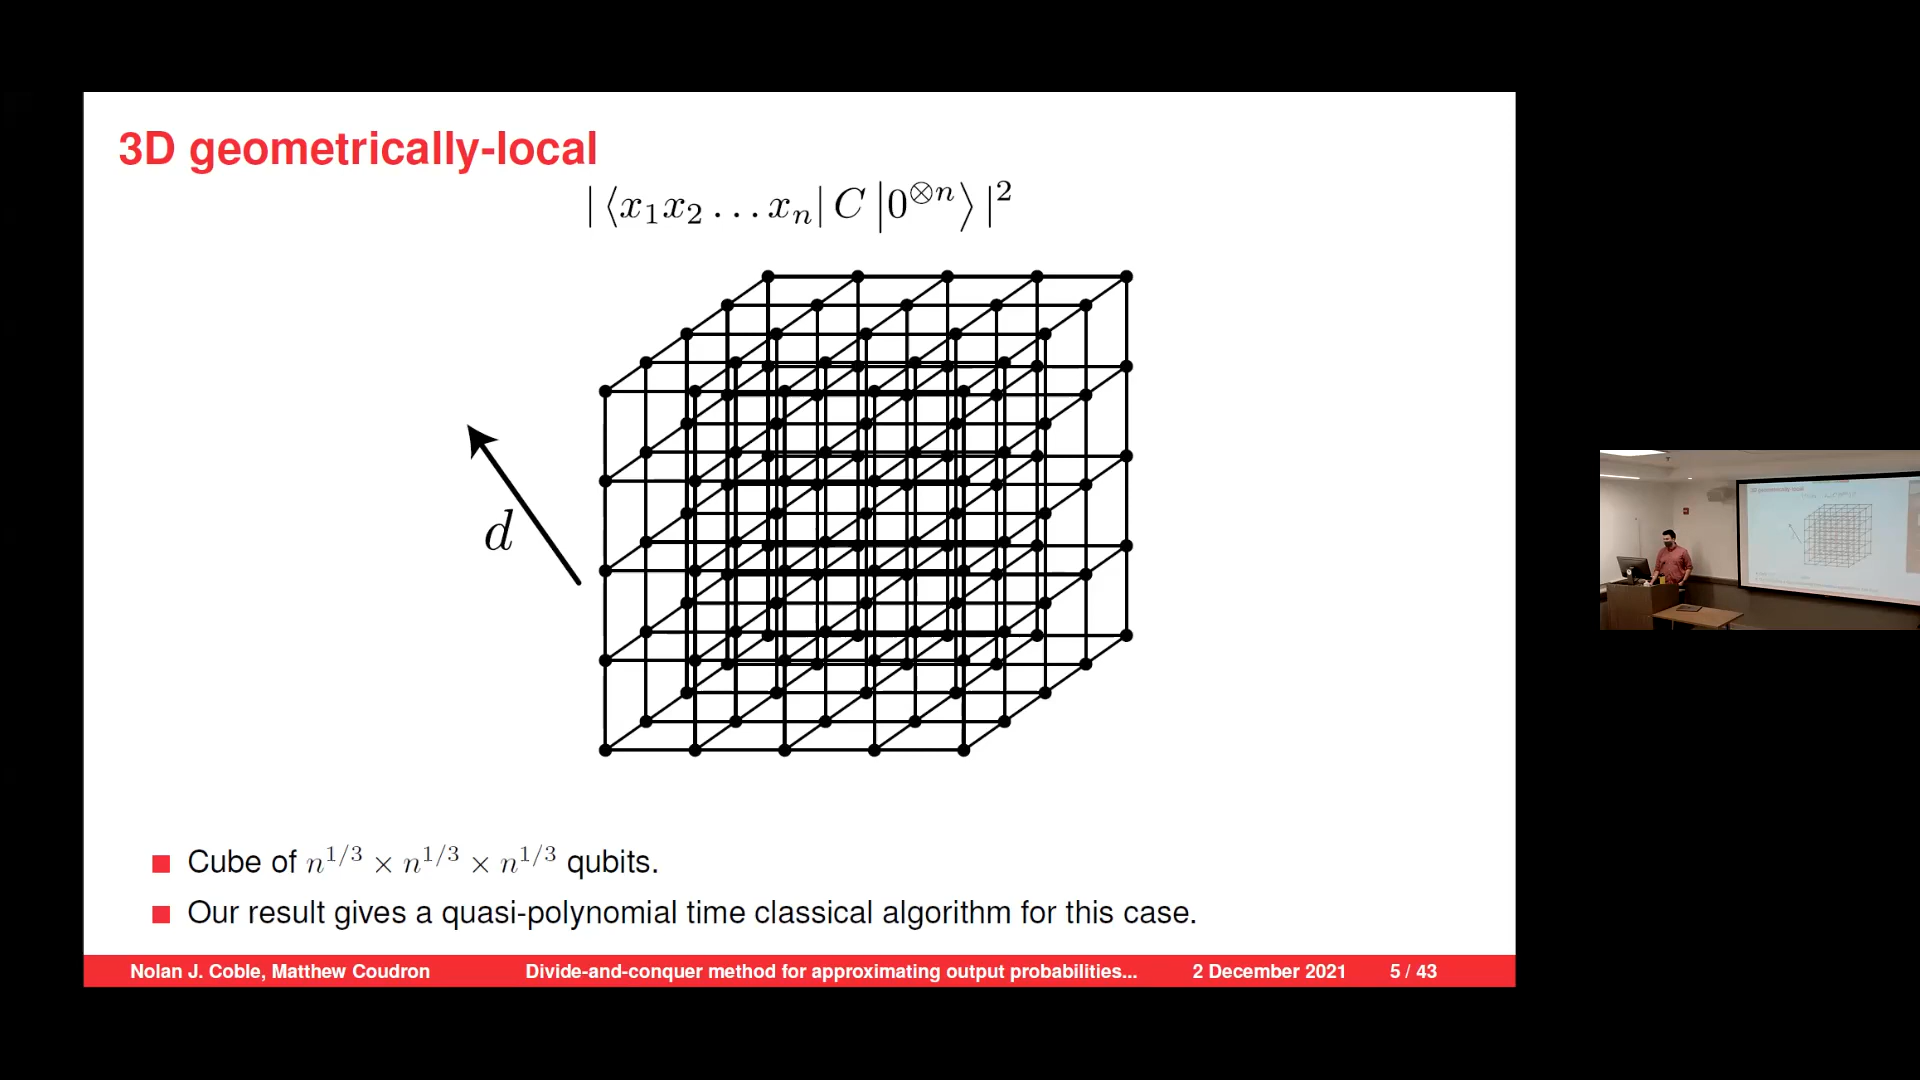 3D geometrically-local
| ⟨x₁x₂ … xₙ| C |0^{⊗n}⟩ |²
d
Cube of n^{1/3} × n^{1/3} × n^{1/3} qubits.
Our result gives a quasi-polynomial time classical algorithm for this case.
Nolan J. Coble, Matthew Coudron Divide-and-conquer method for approximating output probabilities... 2 December 2021 5 / 43